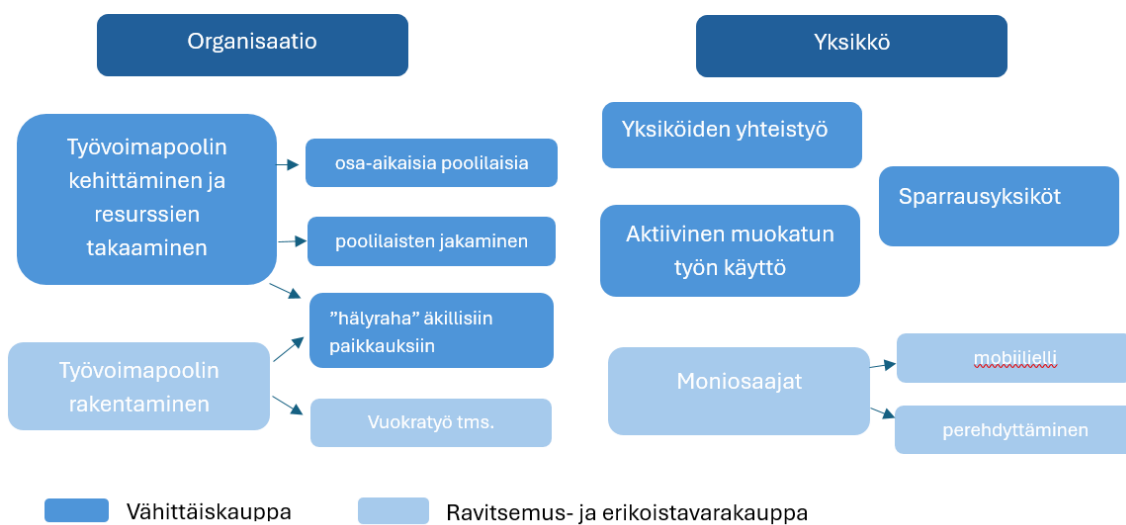 Organisaatio
Yksikkö
Työvoimapoolin
kehittäminen ja
resurssien
takaaminen
osa-aikaisia poolilaisia
poolilaisten jakaminen
”hälyraha” äkillisiin
paikkauksiin
Työvoimapoolin
rakentaminen
Vuokratyö tms.
Yksiköiden yhteistyö
Sparrausyksiköt
Aktiivinen muokatun
työn käyttö
Moniosaajat
mobiilielli
perehdyttäminen
Vähittäiskauppa
Ravitsemus- ja erikoistavarakauppa